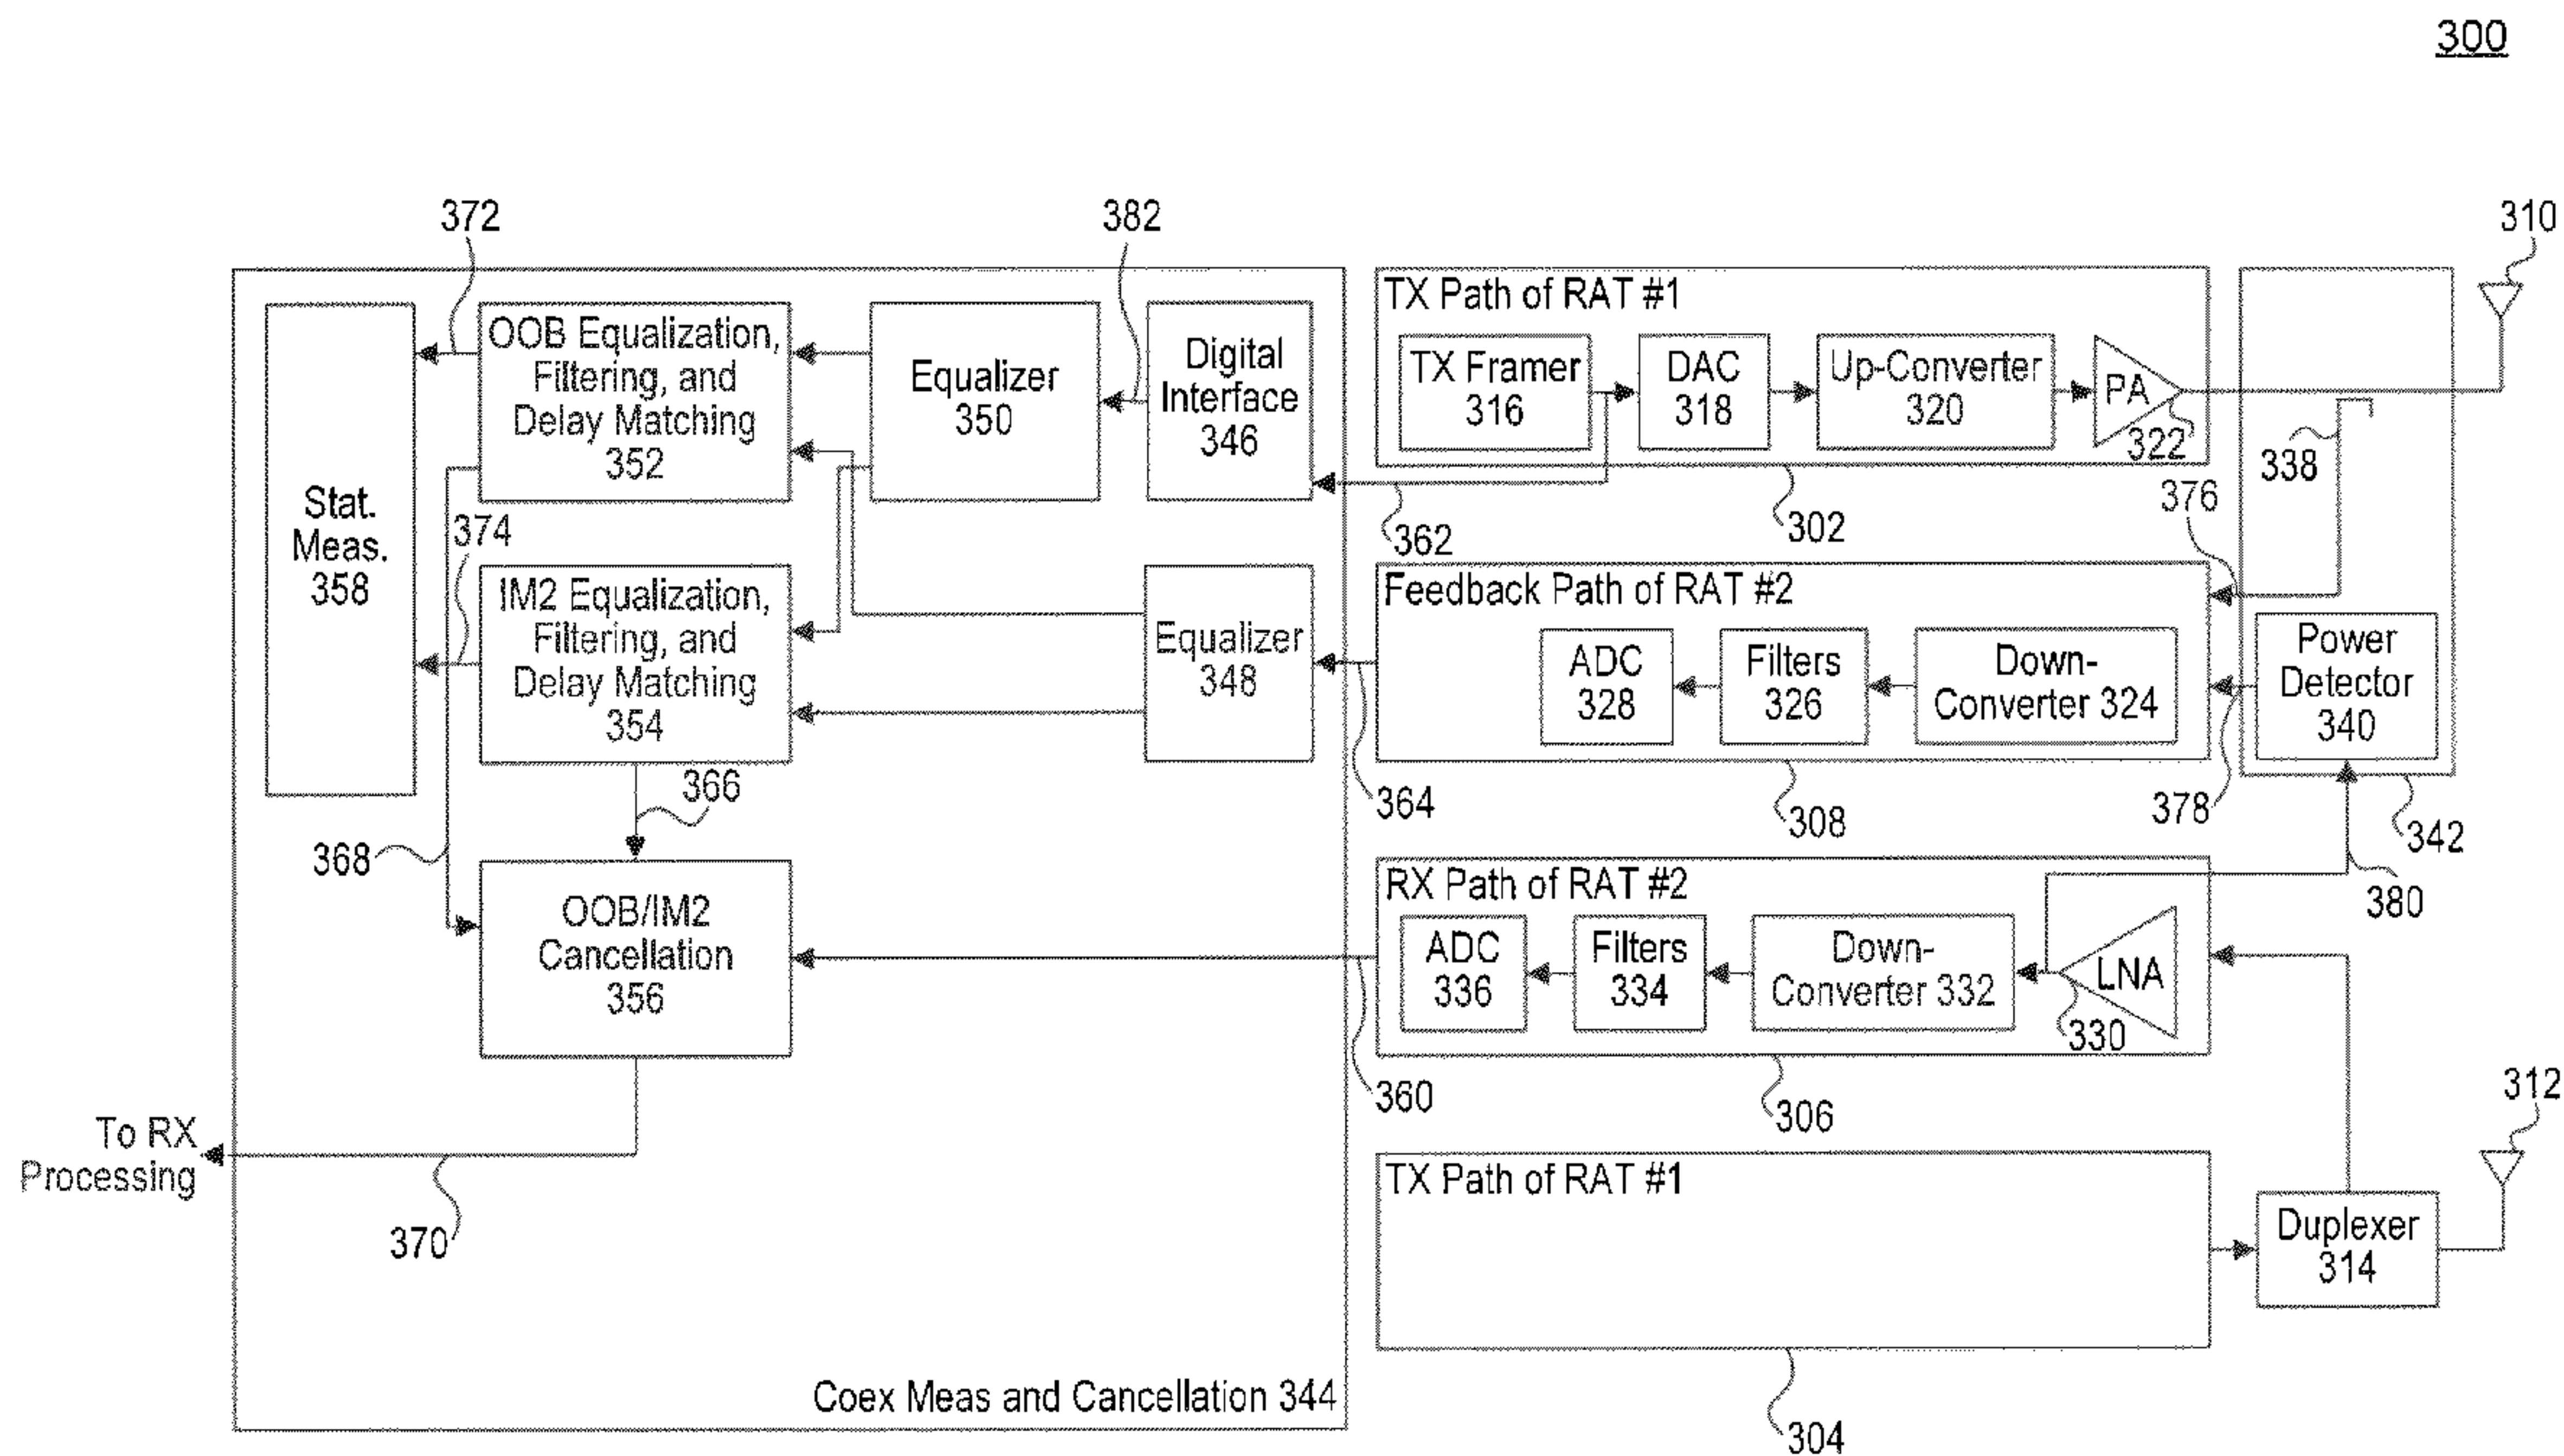 300
372
382
310
OOB Equalization,
Filtering, and
Delay Matching
352
Equalizer
350
Digital
Interface
346
TX Path of RAT #1
TX Framer
316
DAC
318
Up-Converter
320
PA
322
338
376
362
302
Stat.
Meas.
358
374
IM2 Equalization,
Filtering, and
Delay Matching
354
Equalizer
348
Feedback Path of RAT #2
ADC
328
Filters
326
Down-
Converter 324
Power
Detector
340
366
364
308
378
342
368
OOB/IM2
Cancellation
356
RX Path of RAT #2
ADC
336
Filters
334
Down-
Converter 332
LNA
330
380
360
306
312
To RX
Processing
370
TX Path of RAT #1
Duplexer
314
Coex Meas and Cancellation 344
304